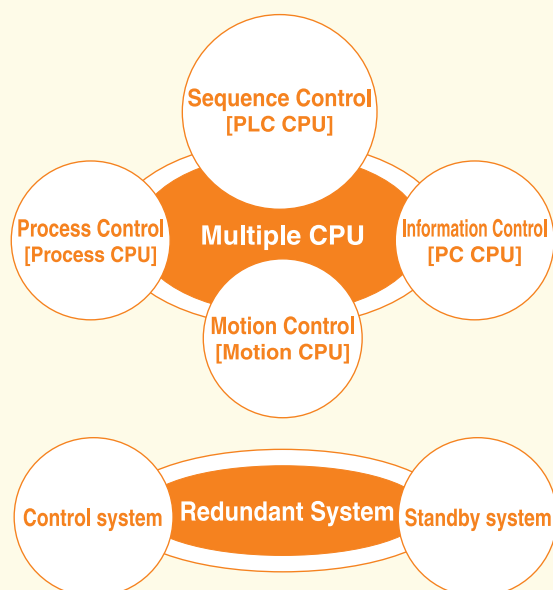 Sequence Control
[PLC CPU]
Process Control
[Process CPU]
Multiple CPU
Information Control
[PC CPU]
Motion Control
[Motion CPU]
Control system
Redundant System
Standby system